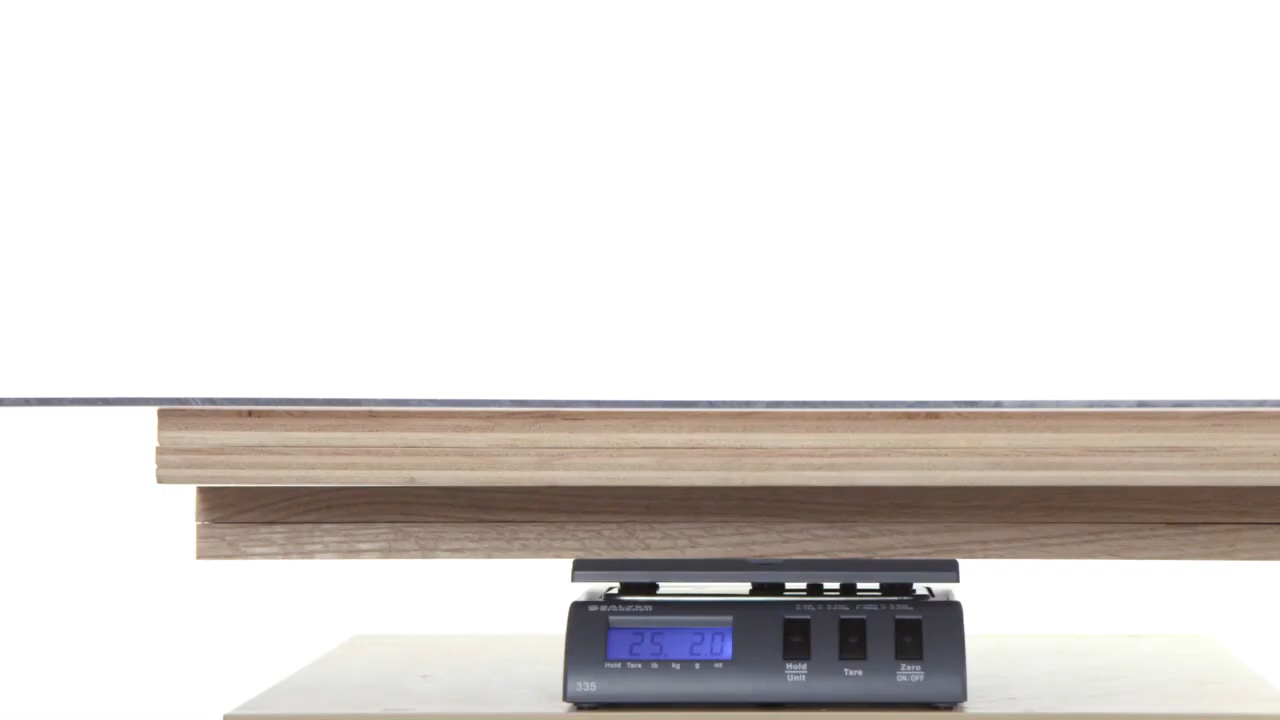 25. 2.0
Hold Tare lb kg g oz
335
Hold
Unit
Tare
Zero
ON/OFF